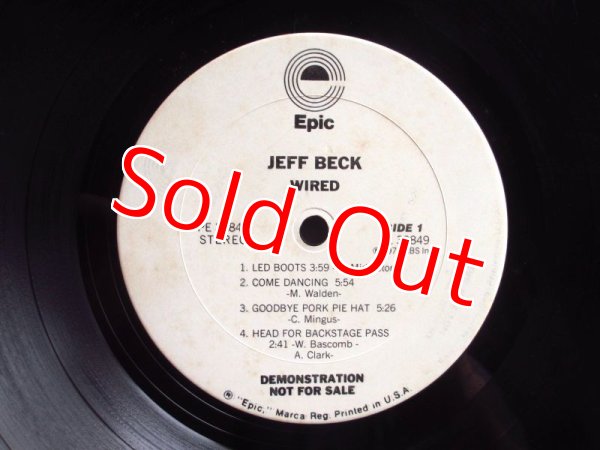 Epic
JEFF BECK
WIRED
Sold Out
SIDE 1
STEREO
1. LED BOOTS 3:59
2. COME DANCING 5:54
-M. Walden-
3. GOODBYE PORK PIE HAT 5:26
-C. Mingus-
4. HEAD FOR BACKSTAGE PASS
2:41 -W. Bascomb-
A. Clark-
DEMONSTRATION
NOT FOR SALE
"Epic," Marca Reg. Printed in U.S.A.